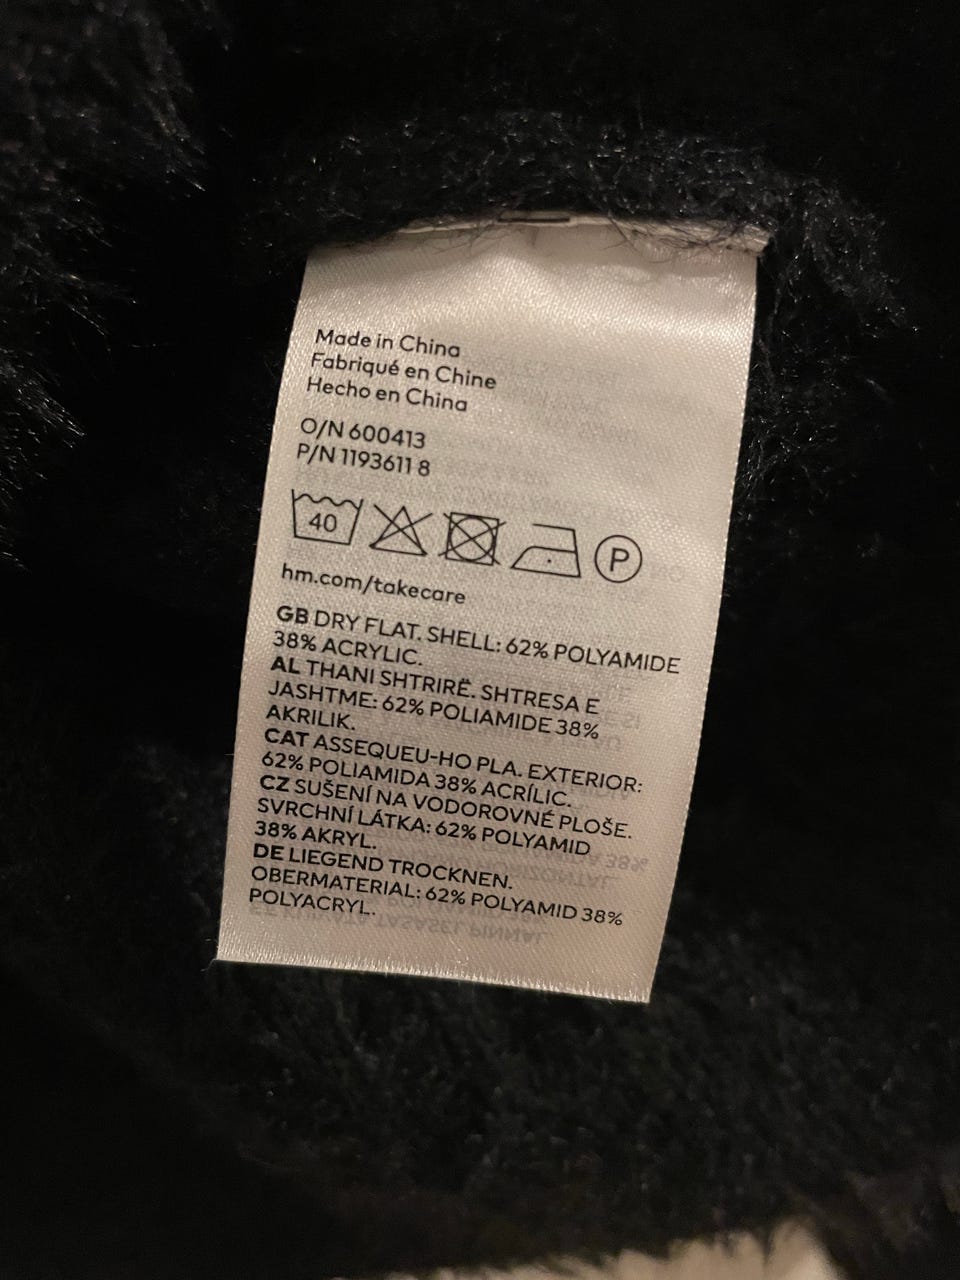 Made in China
Fabriqué en Chine
Hecho en China
O/N 600413
P/N 1193611 8
40 P
hm.com/takecare
GB DRY FLAT. SHELL: 62% POLYAMIDE
38% ACRYLIC.
AL THANI SHTRIRË. SHTRESA E
JASHTME: 62% POLIAMIDE 38%
AKRILIK.
CAT ASSEQUEU-HO PLA. EXTERIOR:
62% POLIAMIDA 38% ACRÍLIC.
CZ SUŠENÍ NA VODOROVNÉ PLOŠE.
SVRCHNÍ LÁTKA: 62% POLYAMID
38% AKRYL.
DE LIEGEND TROCKNEN.
OBERMATERIAL: 62% POLYAMID 38%
POLYACRYL.